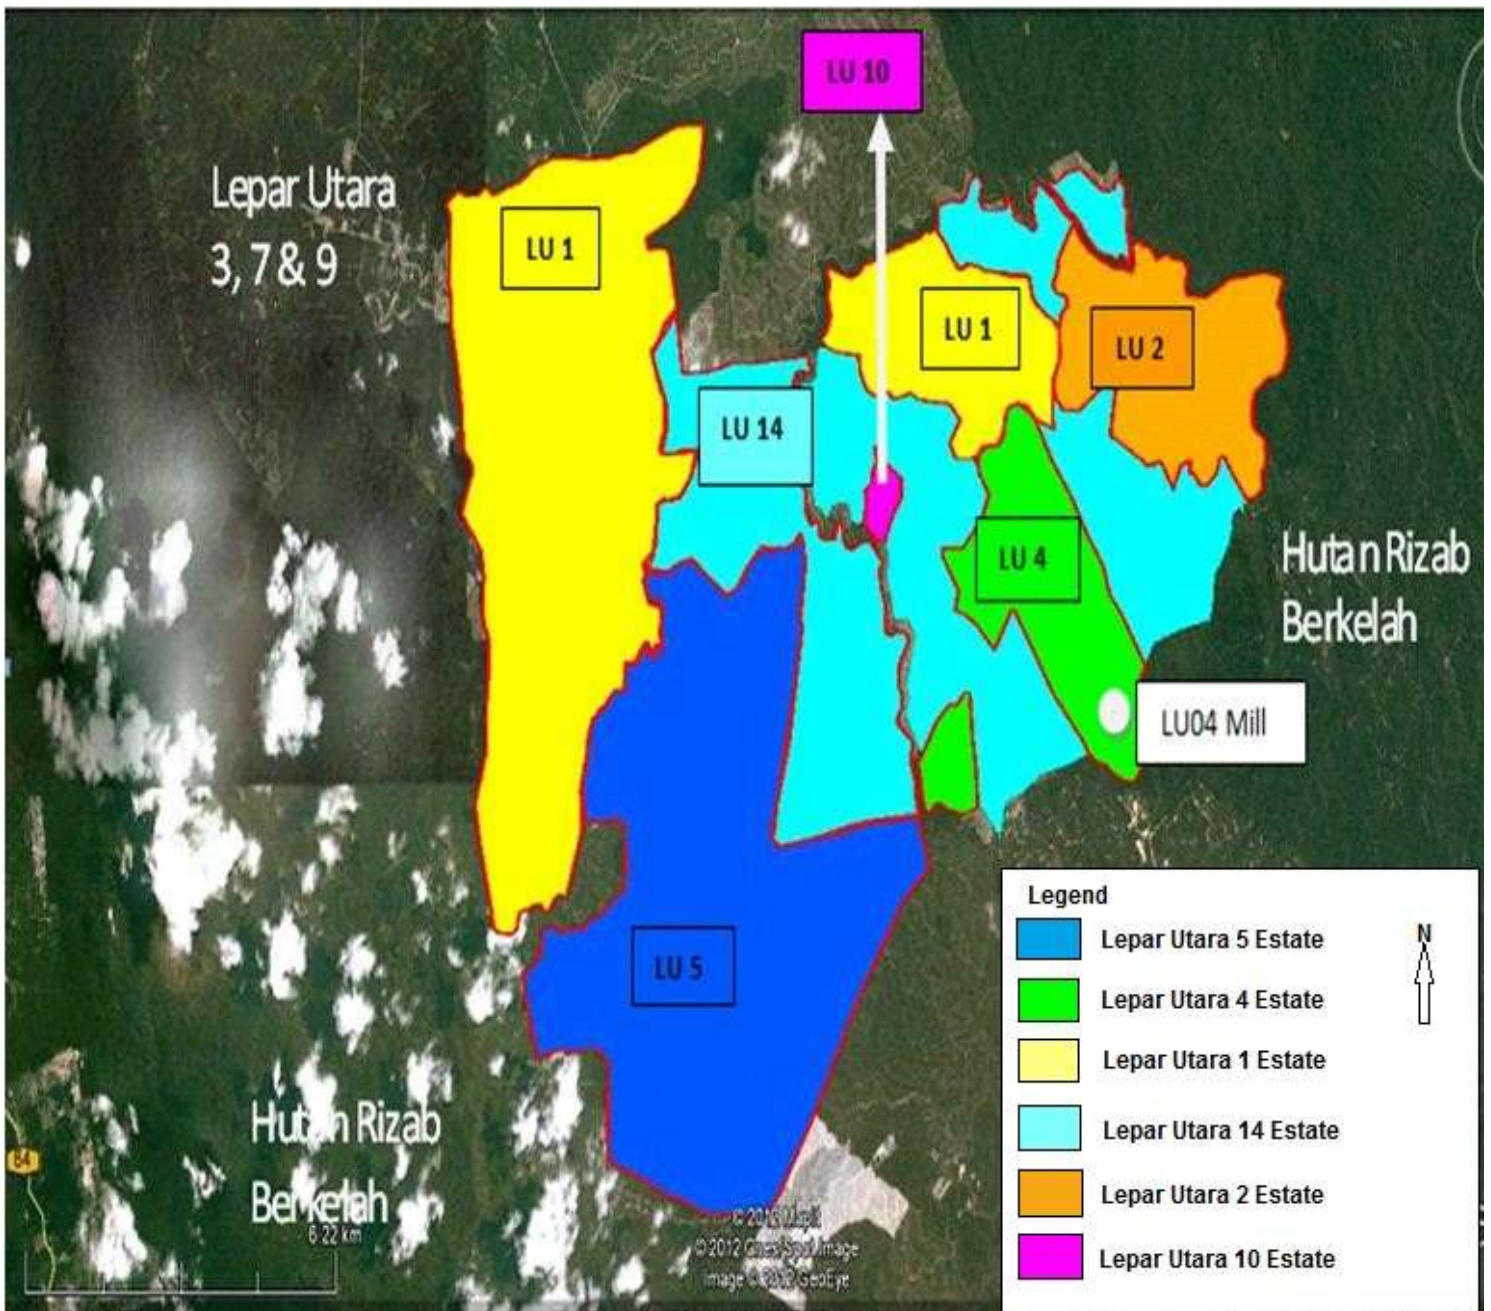 LU 10
Lepar Utara
3, 7 & 9
LU 1
LU 1
LU 2
LU 14
LU 4
Hutan Rizab
Berkelah
LU04 Mill
LU 5
Legend
N
Lepar Utara 5 Estate
Lepar Utara 4 Estate
Lepar Utara 1 Estate
Lepar Utara 14 Estate
Lepar Utara 2 Estate
Lepar Utara 10 Estate
Hutan Rizab
Berkelah
64
6.22 km
© 2012 MapIt
© 2012 Cnes/Spot Image
Image © 2012 GeoEye